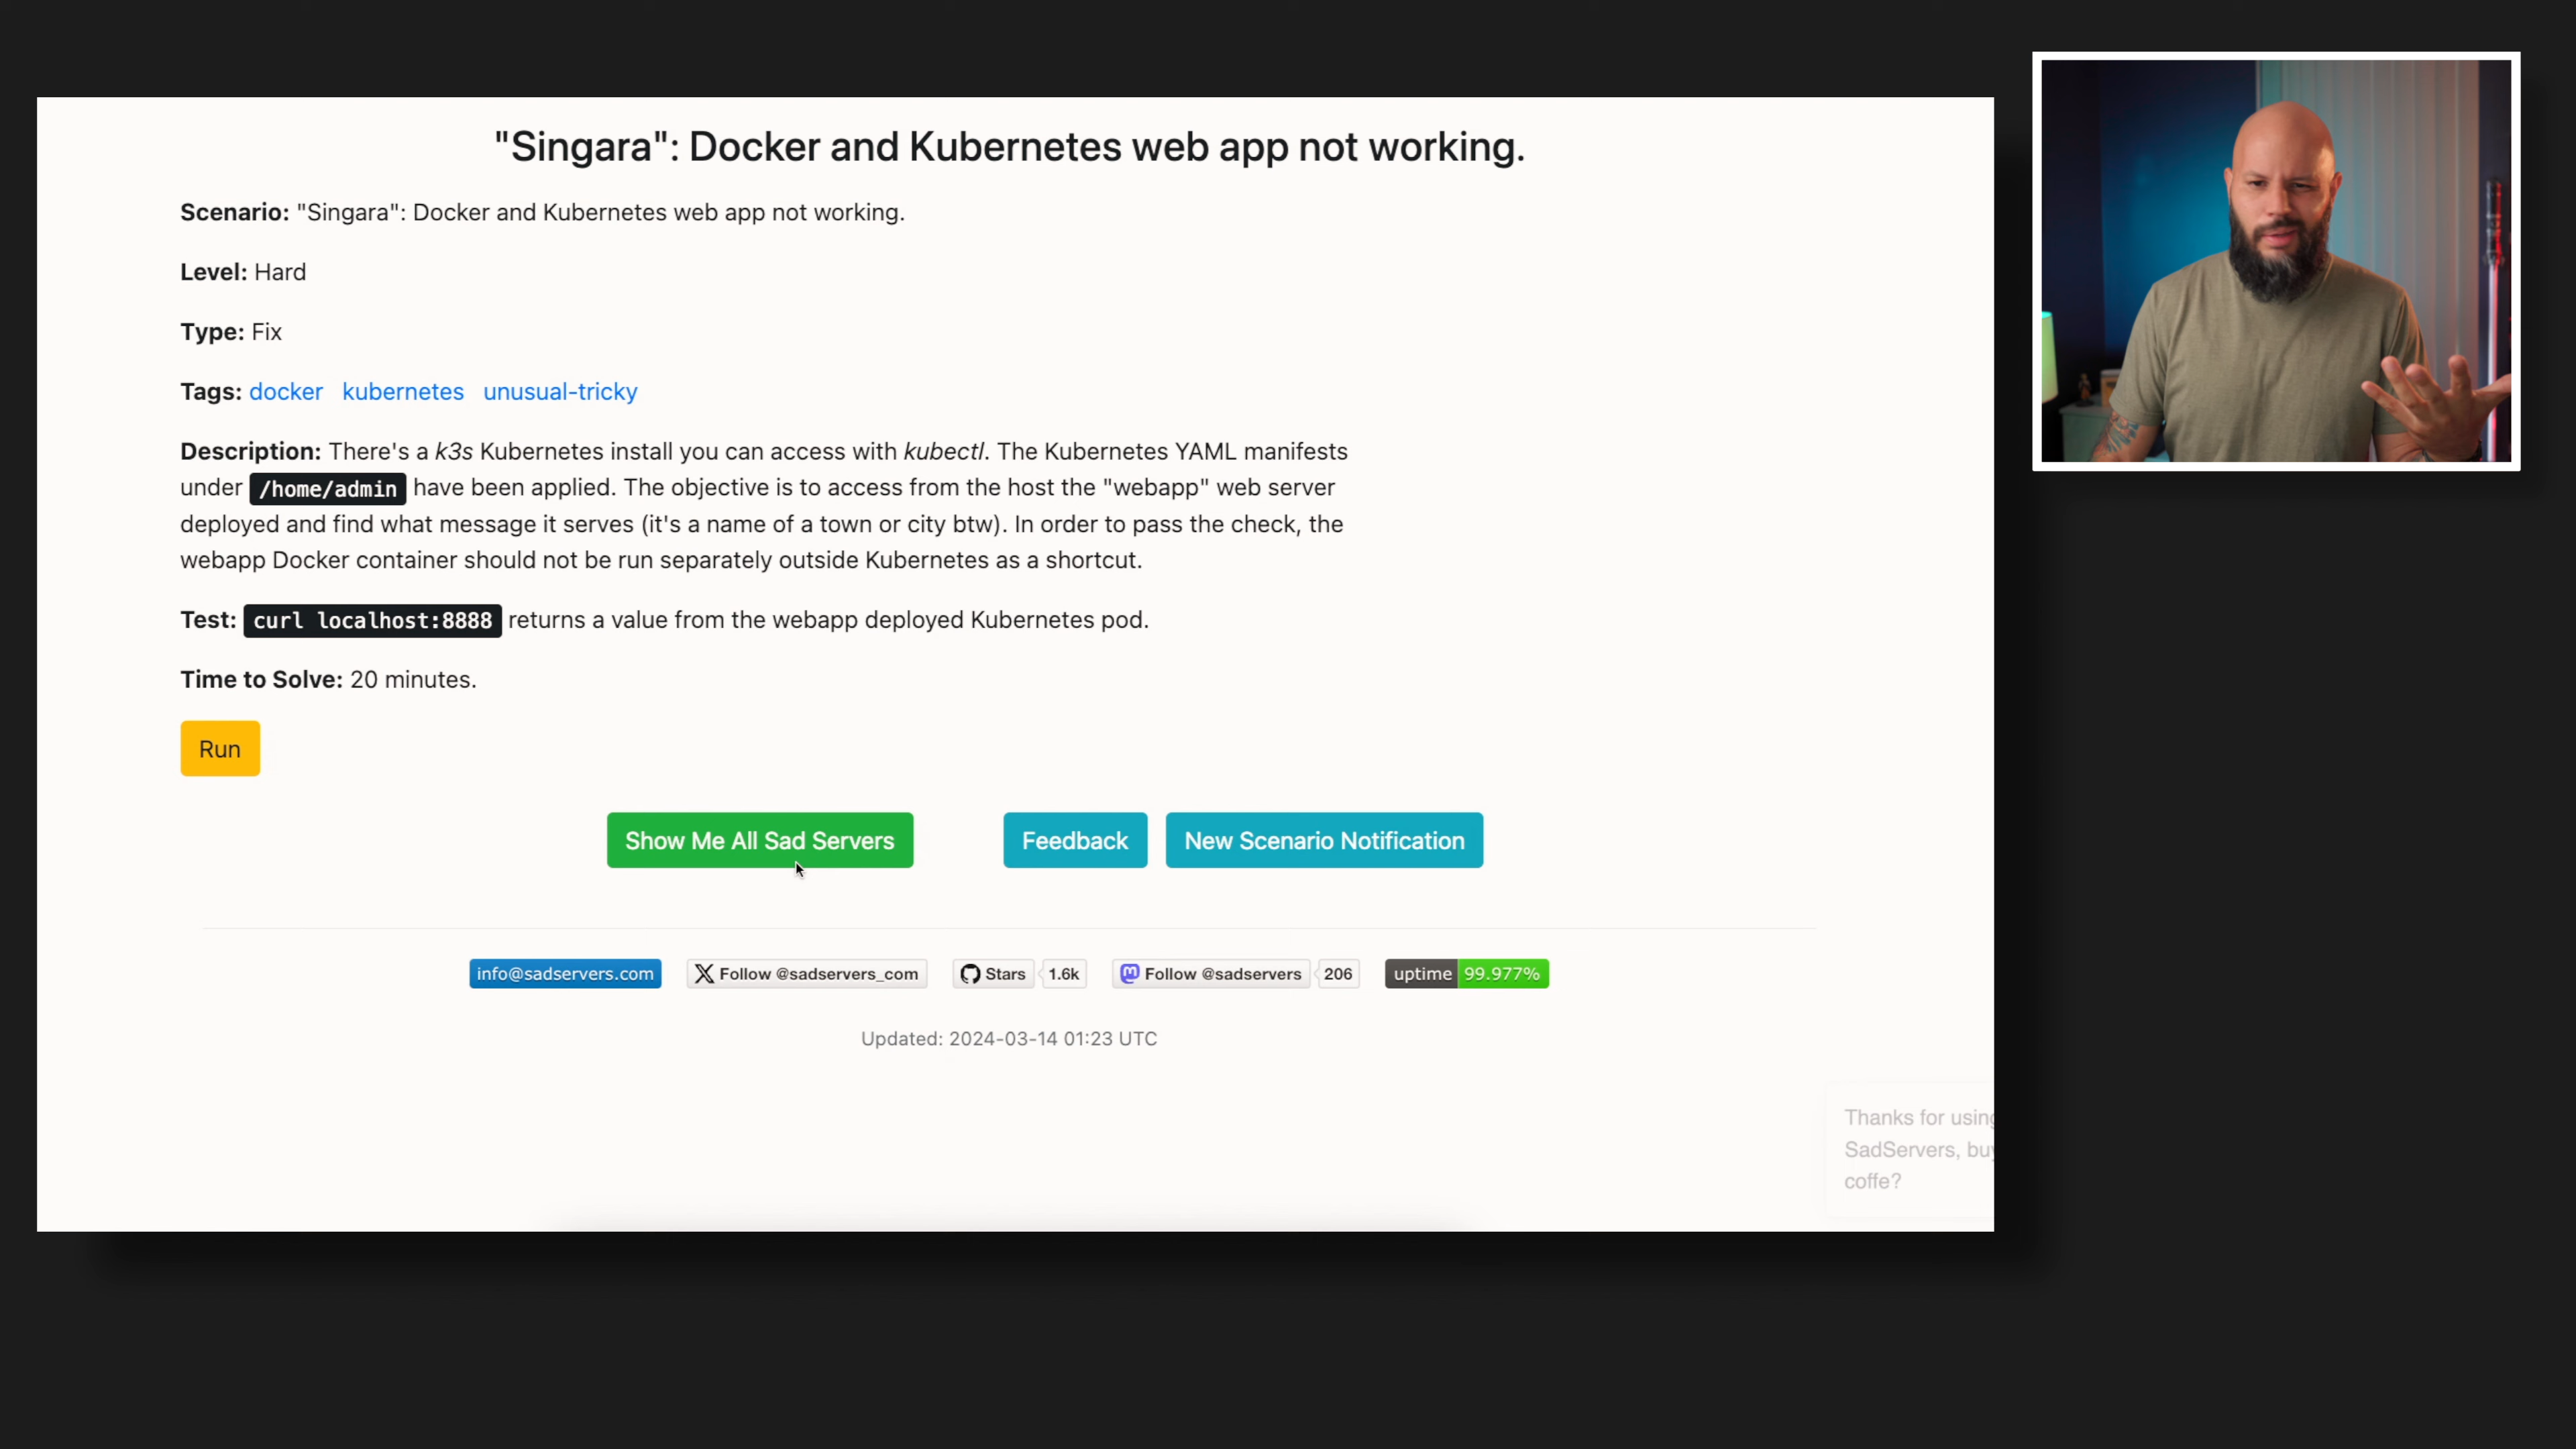 "Singara": Docker and Kubernetes web app not working.
Scenario: "Singara": Docker and Kubernetes web app not working.
Level: Hard
Type: Fix
Tags: docker kubernetes unusual-tricky
Description: There's a k3s Kubernetes install you can access with kubectl. The Kubernetes YAML manifests
under /home/admin have been applied. The objective is to access from the host the "webapp" web server
deployed and find what message it serves (it's a name of a town or city btw). In order to pass the check, the
webapp Docker container should not be run separately outside Kubernetes as a shortcut.
Test: curl localhost:8888 returns a value from the webapp deployed Kubernetes pod.
Time to Solve: 20 minutes.
Run
Show Me All Sad Servers Feedback New Scenario Notification
info@sadservers.com Follow @sadservers_com Stars 1.6k Follow @sadservers 206 uptime 99.977%
Updated: 2024-03-14 01:23 UTC
Thanks for using
SadServers, buy
coffe?